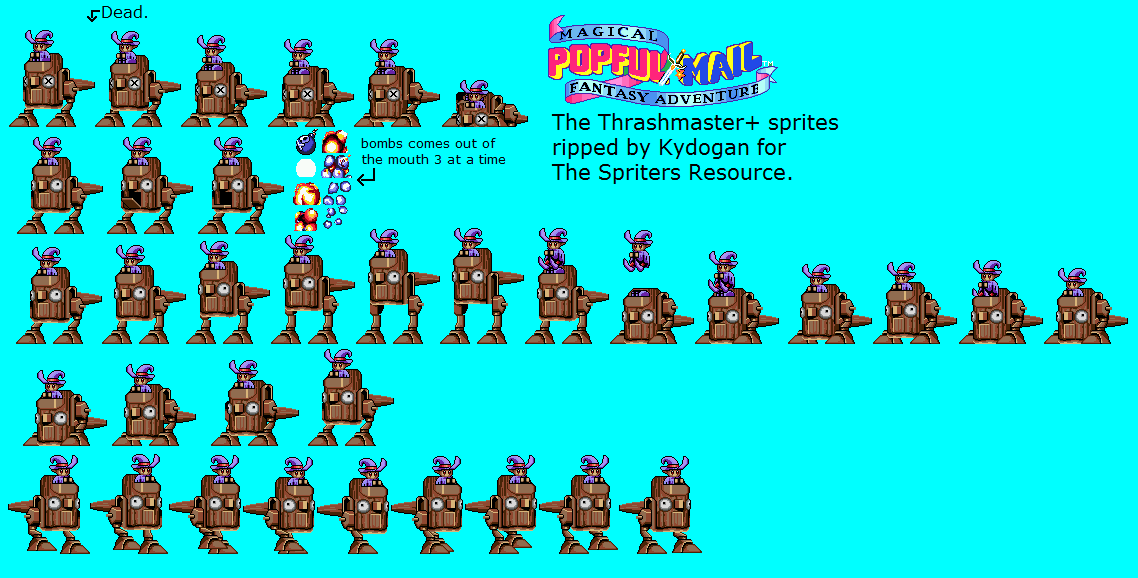 Dead.
MAGICAL
POPFUL MAIL™
FANTASY ADVENTURE
The Thrashmaster+ sprites
ripped by Kydogan for
The Spriters Resource.
bombs comes out of
the mouth 3 at a time